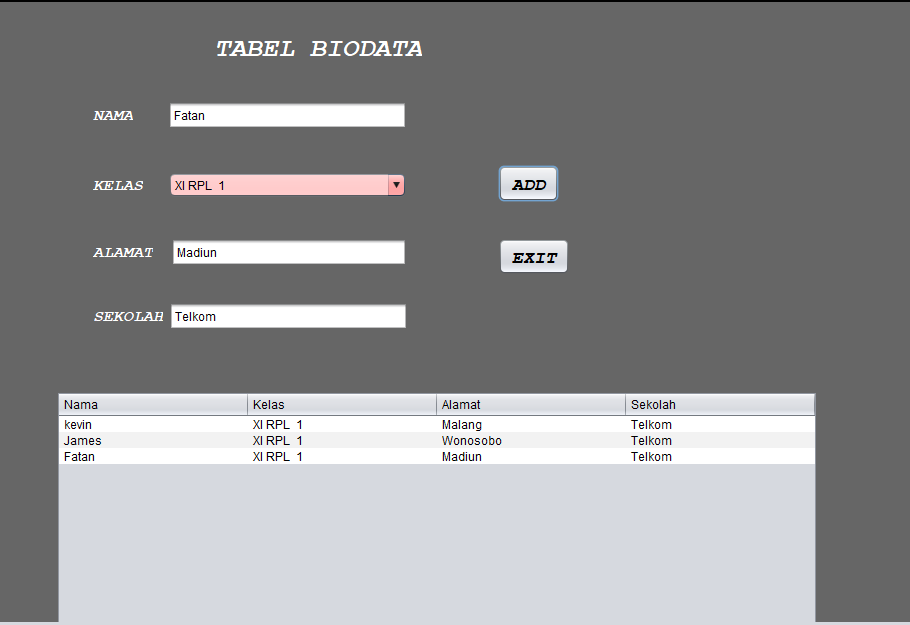 TABEL BIODATA
NAMA Fatan
KELAS XI RPL 1 ADD
ALAMAT Madiun EXIT
SEKOLAH Telkom
Nama Kelas Alamat Sekolah
kevin XI RPL 1 Malang Telkom
James XI RPL 1 Wonosobo Telkom
Fatan XI RPL 1 Madiun Telkom